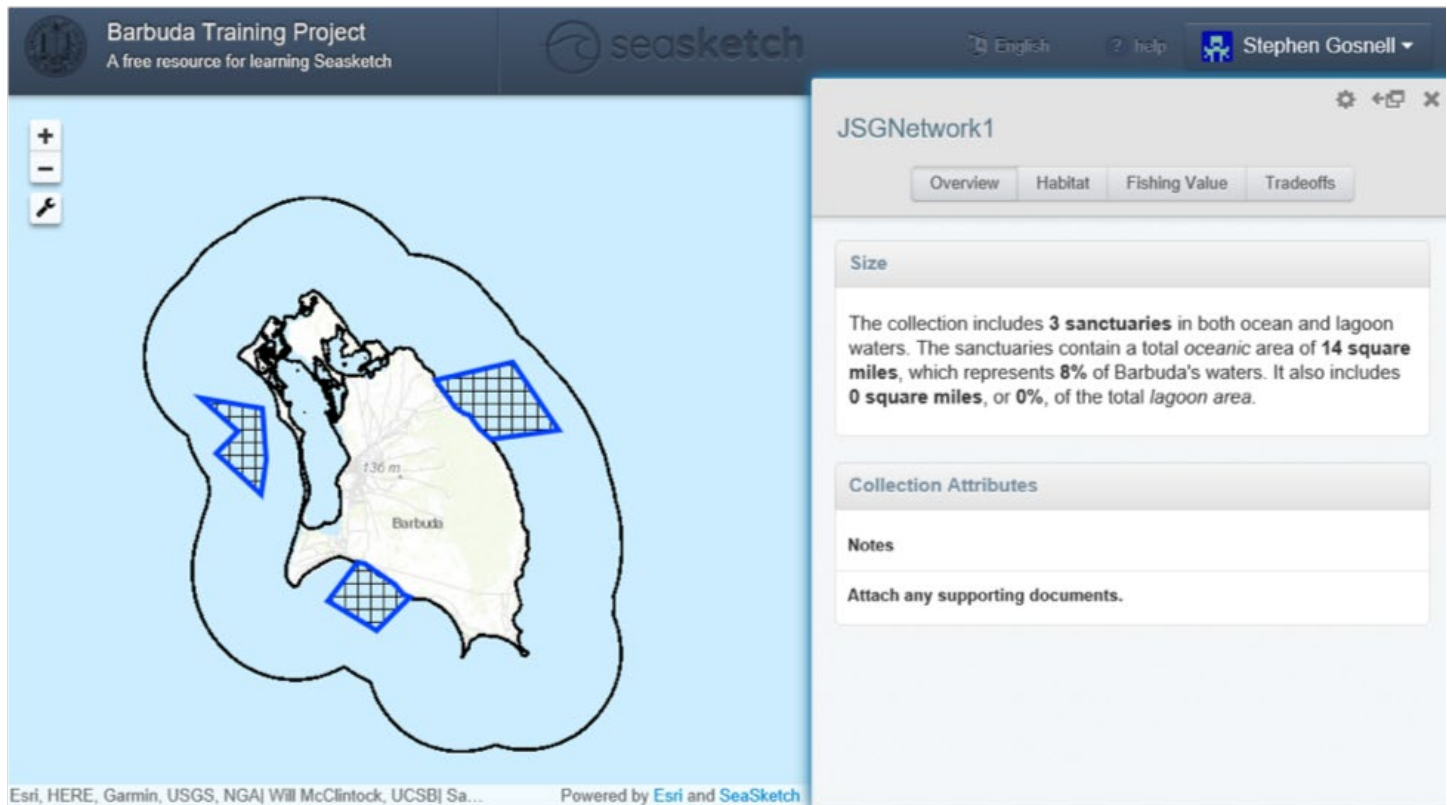 Barbuda Training Project
A free resource for learning Seasketch
seasketch
English
? help
Stephen Gosnell
+
−
136 m
Barbuda
Esri, HERE, Garmin, USGS, NGA| Will McClintock, UCSB| Sa...
Powered by Esri and SeaSketch
JSGNetwork1
Overview Habitat Fishing Value Tradeoffs
Size
The collection includes 3 sanctuaries in both ocean and lagoon
waters. The sanctuaries contain a total oceanic area of 14 square
miles, which represents 8% of Barbuda's waters. It also includes
0 square miles, or 0%, of the total lagoon area.
Collection Attributes
Notes
Attach any supporting documents.